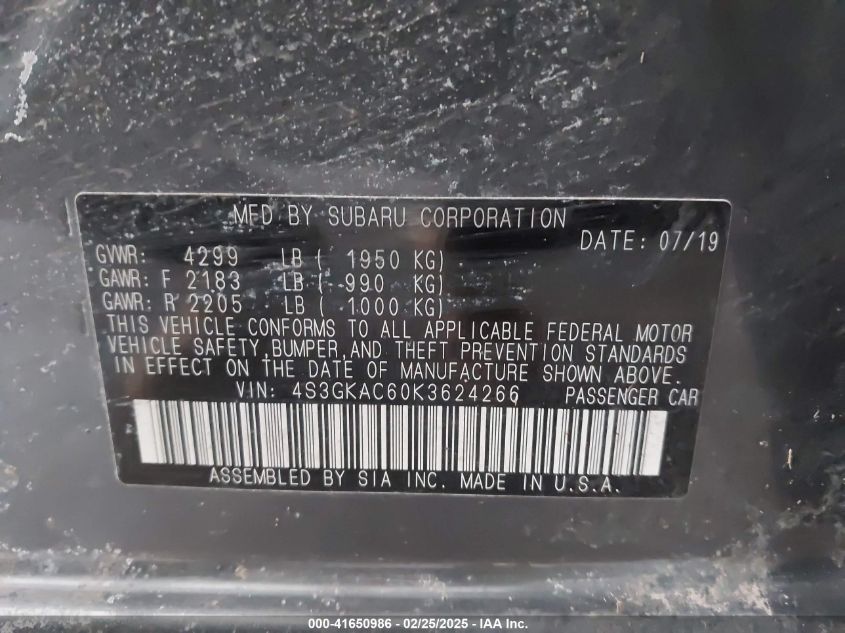 MFD BY SUBARU CORPORATION
DATE: 07/19
GVWR: 4299 LB ( 1950 KG)
GAWR: F 2183 LB ( 990 KG)
GAWR: R 2205 LB ( 1000 KG)
THIS VEHICLE CONFORMS TO ALL APPLICABLE FEDERAL MOTOR
VEHICLE SAFETY,BUMPER,AND THEFT PREVENTION STANDARDS
IN EFFECT ON THE DATE OF MANUFACTURE SHOWN ABOVE.
VIN: 4S3GKAC60K3624266 PASSENGER CAR
ASSEMBLED BY SIA INC. MADE IN U.S.A.
000-41650986 - 02/25/2025 - IAA Inc.